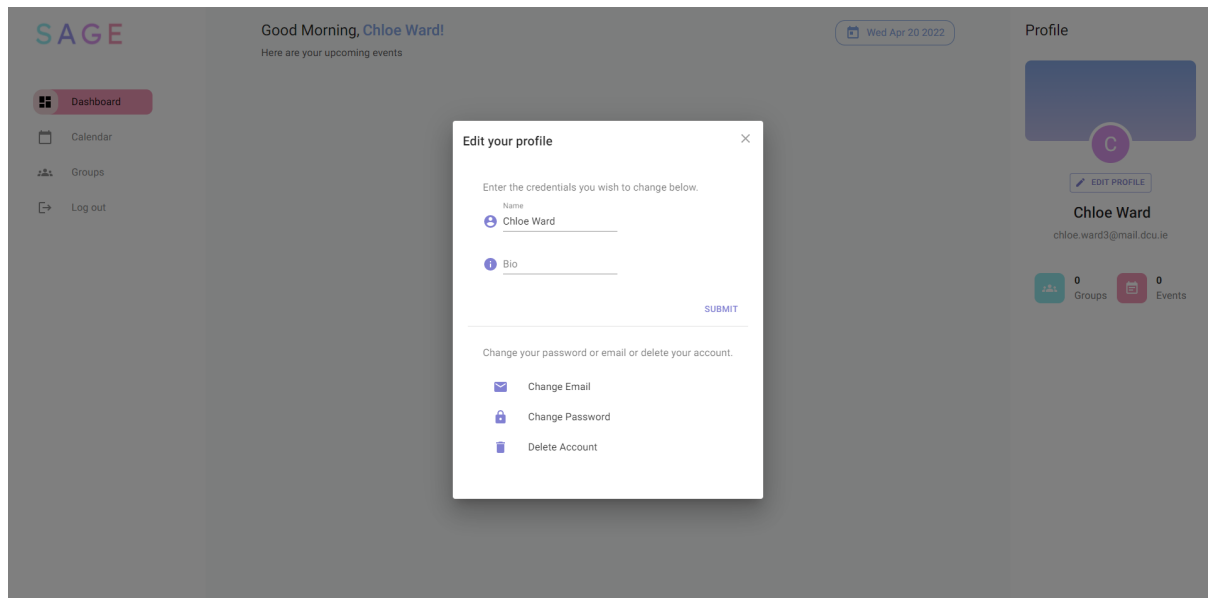 SAGE
Dashboard
Calendar
Groups
Log out
Good Morning, Chloe Ward!
Here are your upcoming events
Wed Apr 20 2022
Edit your profile
Enter the credentials you wish to change below.
Name
Chloe Ward
Bio
SUBMIT
Change your password or email or delete your account.
Change Email
Change Password
Delete Account
Profile
C
EDIT PROFILE
Chloe Ward
chloe.ward3@mail.dcu.ie
0
Groups
0
Events